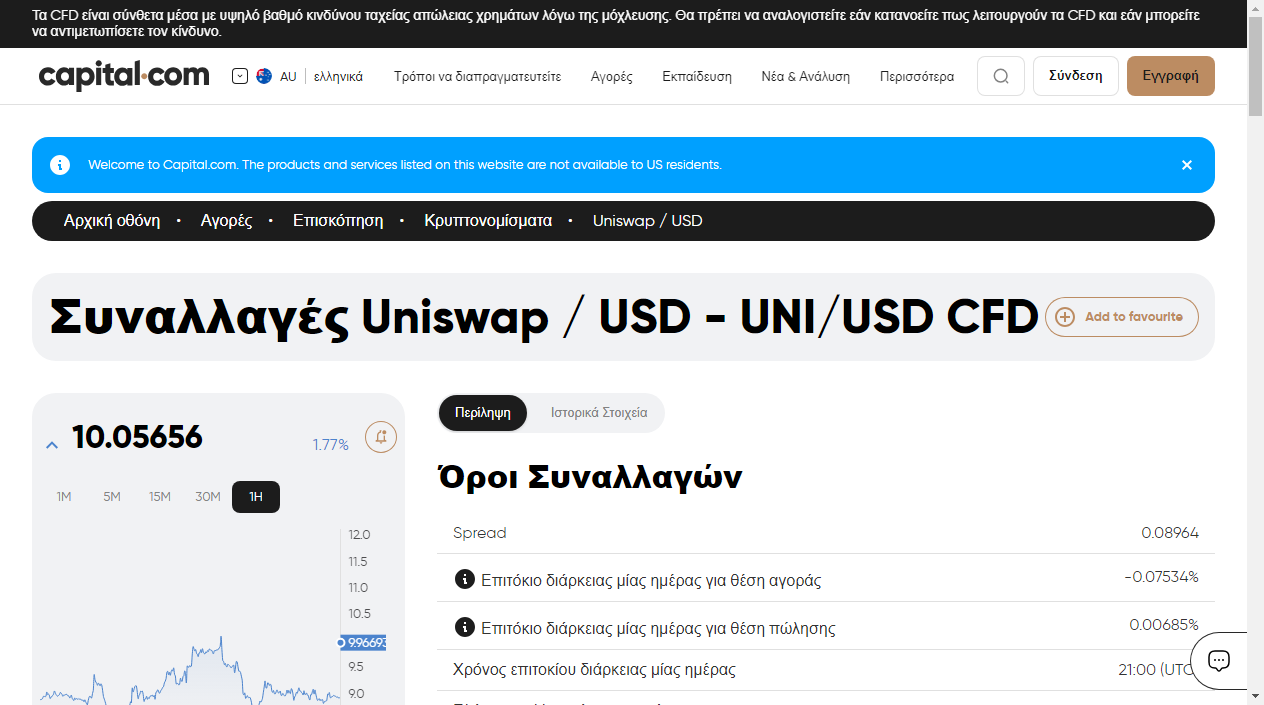 Τα CFD είναι σύνθετα μέσα με υψηλό βαθμό κινδύνου ταχείας απώλειας χρημάτων λόγω της μόχλευσης. Θα πρέπει να αναλογιστείτε εάν κατανοείτε πως λειτουργούν τα CFD και εάν μπορείτε
να αντιμετωπίσετε τον κίνδυνο.
capital.com AU ελληνικά Τρόποι να διαπραγματευτείτε Αγορές Εκπαίδευση Νέα & Ανάλυση Περισσότερα Σύνδεση Εγγραφή
Welcome to Capital.com. The products and services listed on this website are not available to US residents.
Αρχική οθόνη • Αγορές • Επισκόπηση • Κρυπτονομίσματα • Uniswap / USD
Συναλλαγές Uniswap / USD - UNI/USD CFD Add to favourite
10.05656 1.77%
1M 5M 15M 30M 1H
12.0
11.5
11.0
10.5
9.96693
9.5
9.0
Περίληψη Ιστορικά Στοιχεία
Όροι Συναλλαγών
Spread 0.08964
Επιτόκιο διάρκειας μίας ημέρας για θέση αγοράς -0.07534%
Επιτόκιο διάρκειας μίας ημέρας για θέση πώλησης 0.00685%
Χρόνος επιτοκίου διάρκειας μίας ημέρας 21:00 (UTC